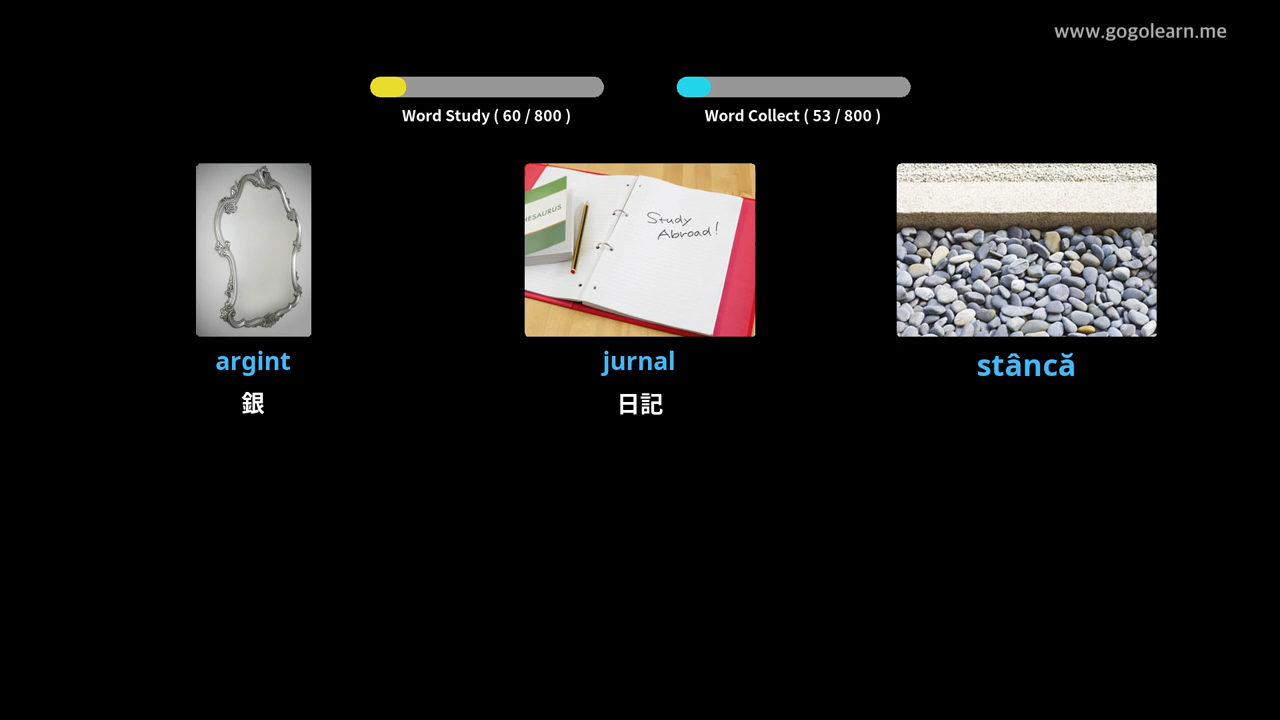 www.gogolearn.me
Word Study ( 60 / 800 )
Word Collect ( 53 / 800 )
HESAURUS
Study
Abroad!
argint
jurnal
stâncă
銀
日記